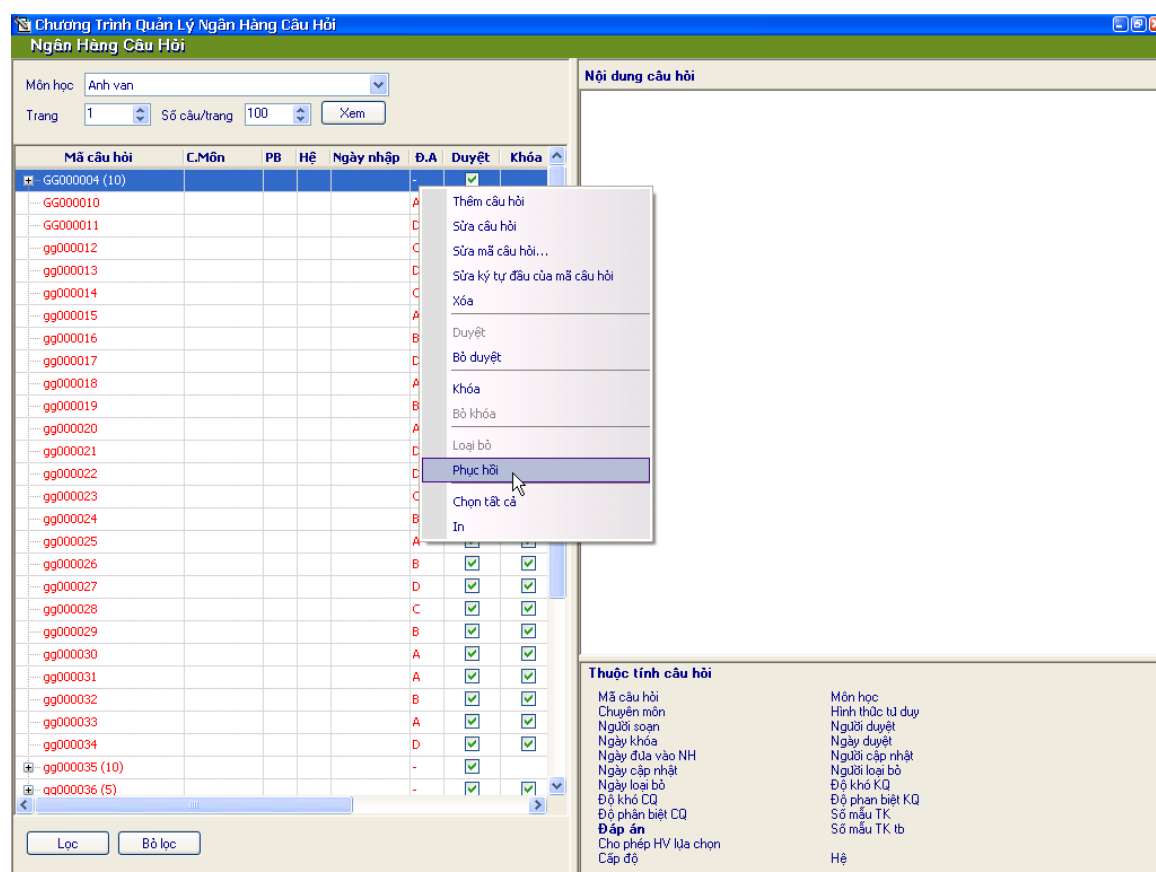 Chương Trình Quản Lý Ngân Hàng Câu Hỏi
Ngân Hàng Câu Hỏi
Môn học Anh van
Trang 1 Số câu/trang 100 Xem
Mã câu hỏi C.Môn PB Hệ Ngày nhập Đ.A Duyệt Khóa
GG000004 (10) -
GG000010 A
GG000011 D
gg000012 C
gg000013 D
gg000014 C
gg000015 A
gg000016 B
gg000017 D
gg000018 A
gg000019 B
gg000020 A
gg000021 D
gg000022 D
gg000023 C
gg000024 B
gg000025 A
gg000026 B
gg000027 D
gg000028 C
gg000029 B
gg000030 A
gg000031 A
gg000032 B
gg000033 A
gg000034 D
gg000035 (10) -
gg000036 (5) -
Lọc Bỏ lọc
Thêm câu hỏi
Sửa câu hỏi
Sửa mã câu hỏi...
Sửa ký tự đầu của mã câu hỏi
Xóa
Duyệt
Bỏ duyệt
Khóa
Bỏ khóa
Loại bỏ
Phục hồi
Chọn tất cả
In
Nội dung câu hỏi
Thuộc tính câu hỏi
Mã câu hỏi Môn học
Chuyên môn Hình thức tư duy
Người soạn Người duyệt
Ngày khóa Ngày duyệt
Ngày đưa vào NH Người cập nhật
Ngày cập nhật Người loại bỏ
Ngày loại bỏ Độ khó KQ
Độ khó CQ Độ phan biệt KQ
Độ phân biệt CQ Số mẫu TK
Đáp án Số mẫu TK tb
Cho phép HV lựa chọn
Cấp độ Hệ